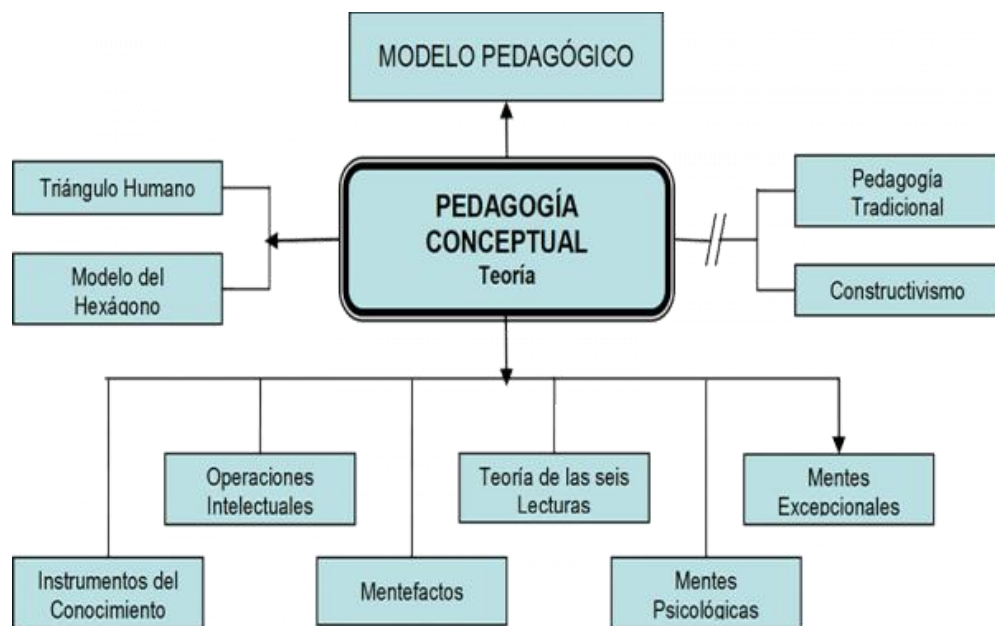 MODELO PEDAGÓGICO
Triángulo Humano
Modelo del
Hexágono
PEDAGOGÍA
CONCEPTUAL
Teoría
Pedagogía
Tradicional
Constructivismo
Operaciones
Intelectuales
Teoría de las seis
Lecturas
Mentes
Excepcionales
Instrumentos del
Conocimiento
Mentefactos
Mentes
Psicológicas